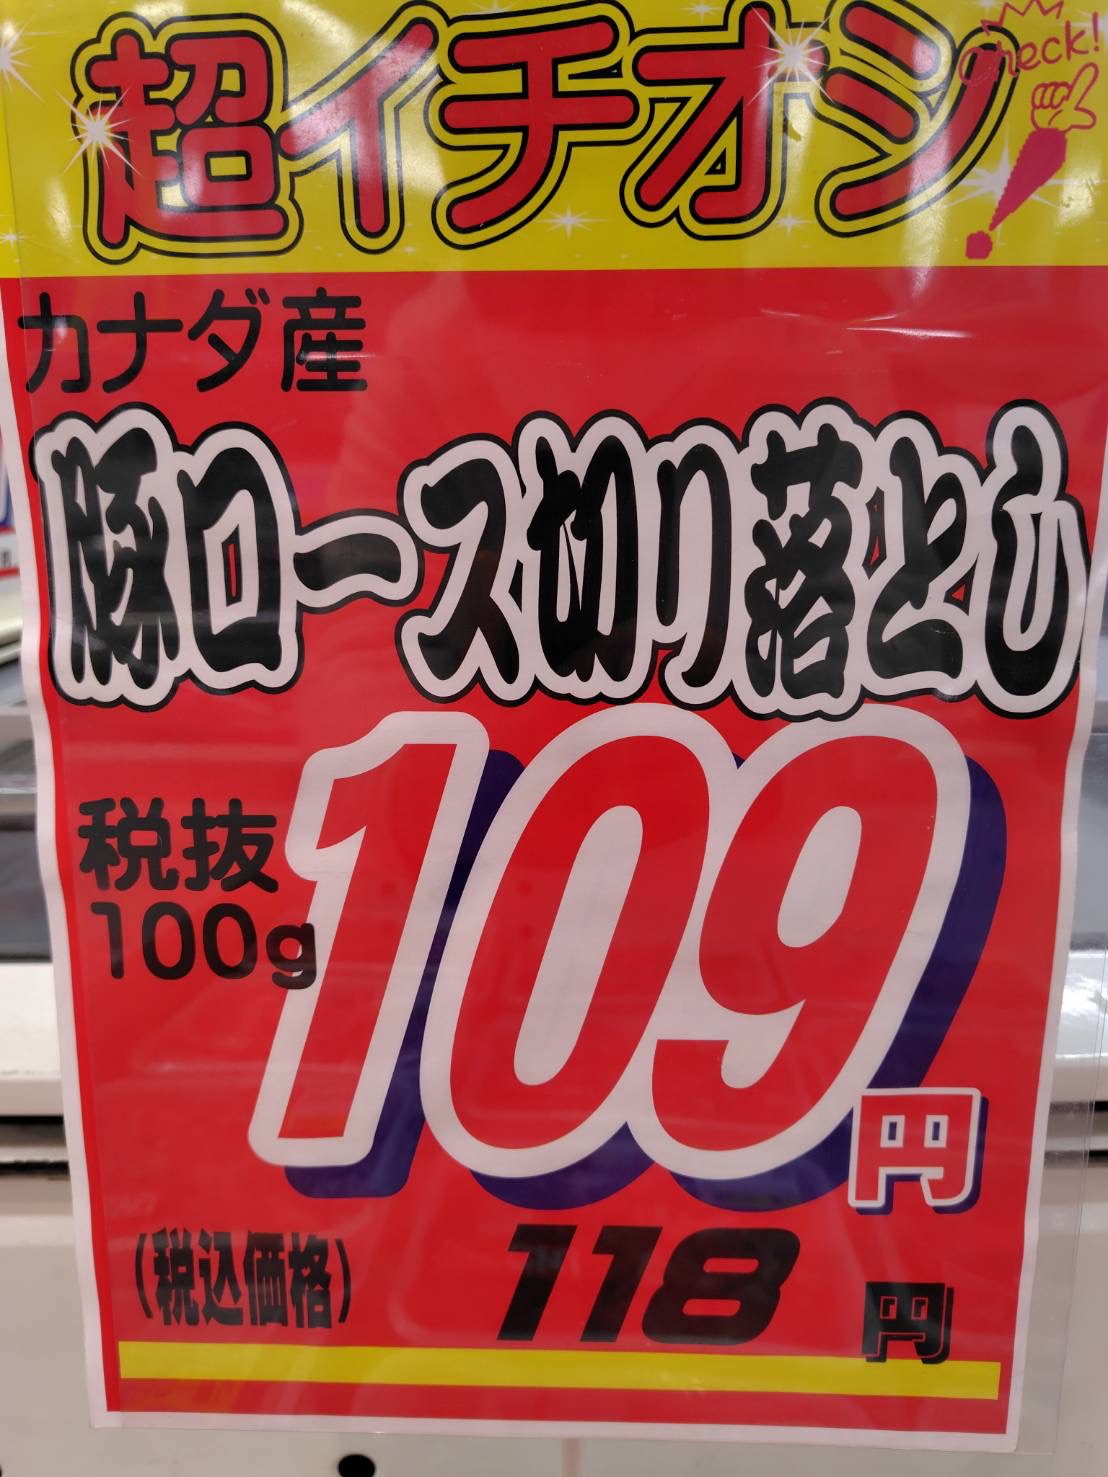 超イチオシ
Check!
カナダ産
豚ロース切り落とし
税抜
100g
109円
(税込価格) 118円